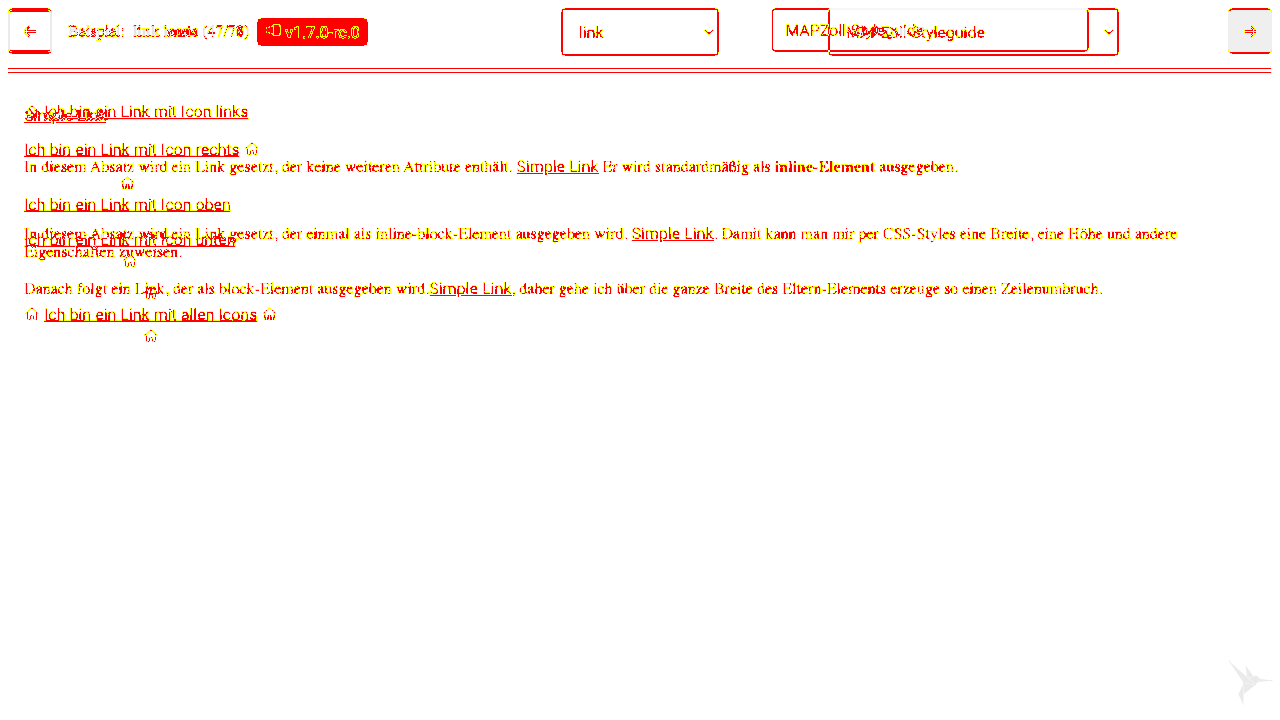 Beispiel: link (47/78) v1.7.0-rc.0 link MAPZoll-Styleguide
Ich bin ein Link mit Icon links
Simple Link
Ich bin ein Link mit Icon rechts
In diesem Absatz wird ein Link gesetzt, der keine weiteren Attribute enthält. Simple Link Er wird standardmäßig als inline-Element ausgegeben.
Ich bin ein Link mit Icon oben
In diesem Absatz wird ein Link gesetzt, der einmal als inline-block-Element ausgegeben wird. Simple Link. Damit kann man mir per CSS-Styles eine Breite, eine Höhe und andere
Ich bin ein Link mit Icon unten
Eigenschaften zuweisen.
Danach folgt ein Link, der als block-Element ausgegeben wird.Simple Link, daher gehe ich über die ganze Breite des Eltern-Elements erzeuge so einen Zeilenumbruch.
Ich bin ein Link mit allen Icons